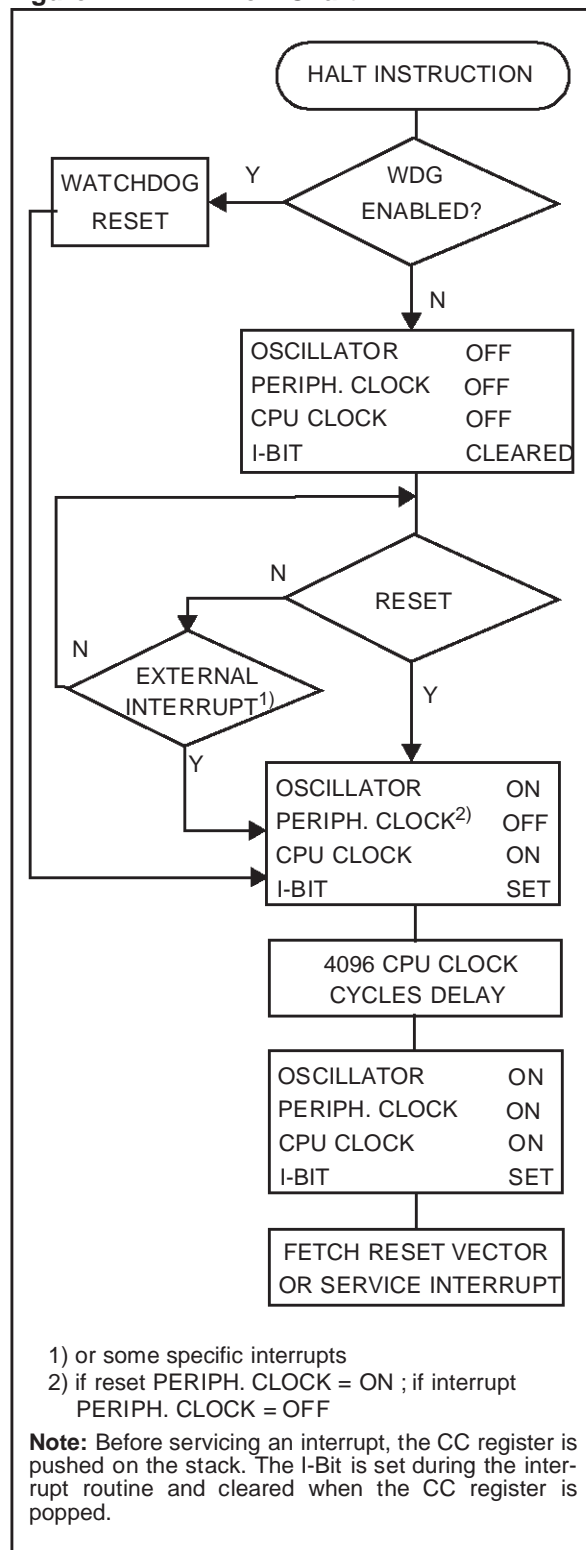 HALT INSTRUCTION
WDG
ENABLED?
Y
WATCHDOG
RESET
N
OSCILLATOR OFF
PERIPH. CLOCK OFF
CPU CLOCK OFF
I-BIT CLEARED
RESET
N
N
EXTERNAL
INTERRUPT1)
Y
Y
OSCILLATOR ON
PERIPH. CLOCK2) OFF
CPU CLOCK ON
I-BIT SET
4096 CPU CLOCK
CYCLES DELAY
OSCILLATOR ON
PERIPH. CLOCK ON
CPU CLOCK ON
I-BIT SET
FETCH RESET VECTOR
OR SERVICE INTERRUPT
1) or some specific interrupts
2) if reset PERIPH. CLOCK = ON ; if interrupt
PERIPH. CLOCK = OFF
Note: Before servicing an interrupt, the CC register is
pushed on the stack. The I-Bit is set during the inter-
rupt routine and cleared when the CC register is
popped.